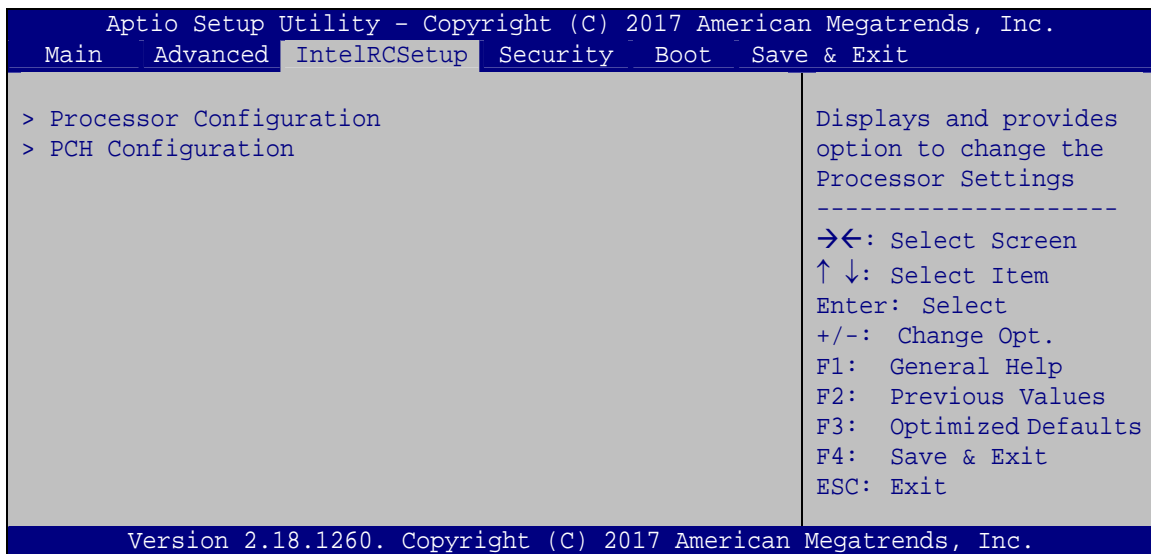 Aptio Setup Utility – Copyright (C) 2017 American Megatrends, Inc.
Main Advanced IntelRCSetup Security Boot Save & Exit
> Processor Configuration
> PCH Configuration
Displays and provides
option to change the
Processor Settings
---------------------
→←: Select Screen
↑ ↓: Select Item
Enter: Select
+/-: Change Opt.
F1: General Help
F2: Previous Values
F3: Optimized Defaults
F4: Save & Exit
ESC: Exit
Version 2.18.1260. Copyright (C) 2017 American Megatrends, Inc.